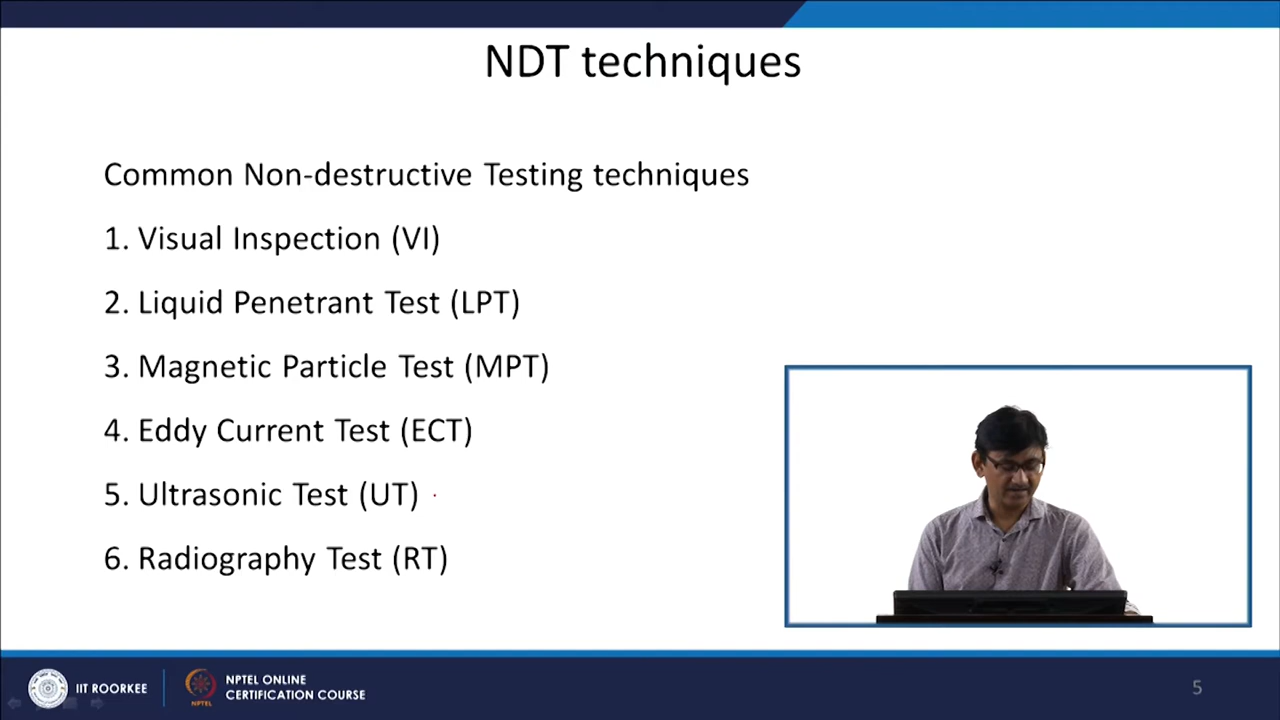 NDT techniques
Common Non-destructive Testing techniques
1. Visual Inspection (VI)
2. Liquid Penetrant Test (LPT)
3. Magnetic Particle Test (MPT)
4. Eddy Current Test (ECT)
5. Ultrasonic Test (UT)
6. Radiography Test (RT)
IIT ROORKEE
NPTEL
NPTEL ONLINE
CERTIFICATION COURSE
5